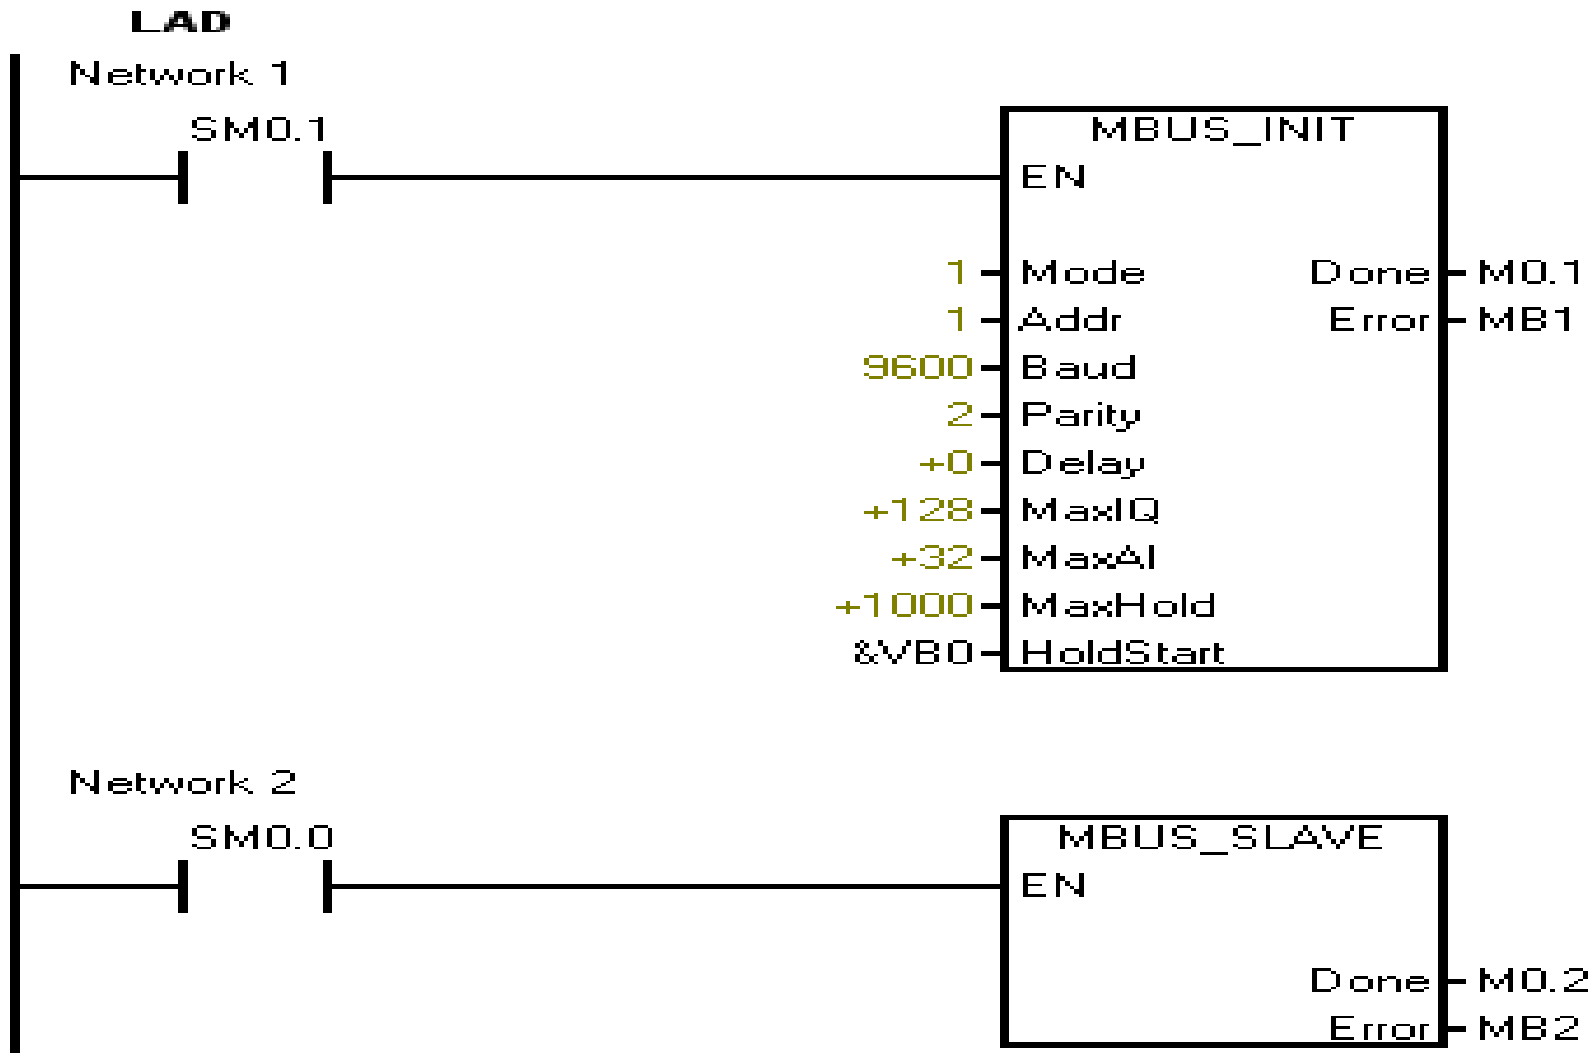 LAD
Network 1
SM0.1
MBUS_INIT
EN
1 Mode Done M0.1
1 Addr Error MB1
9600 Baud
2 Parity
+0 Delay
+128 MaxIQ
+32 MaxAI
+1000 MaxHold
&VB0 HoldStart
Network 2
SM0.0
MBUS_SLAVE
EN
Done M0.2
Error MB2